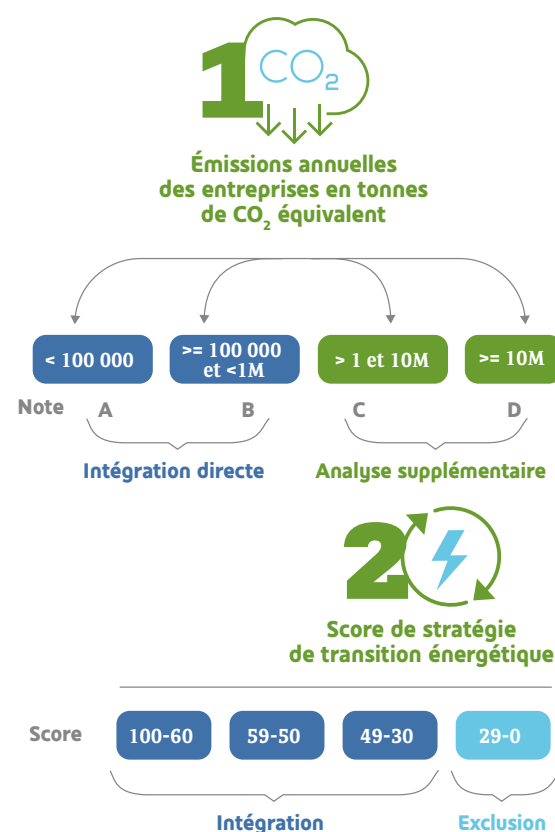 1 CO₂
Émissions annuelles
des entreprises en tonnes
de CO₂ équivalent
< 100 000
>= 100 000
et <1M
> 1 et 10M
>= 10M
Note A B C D
Intégration directe
Analyse supplémentaire
2
Score de stratégie
de transition énergétique
Score 100-60 59-50 49-30 29-0
Intégration
Exclusion